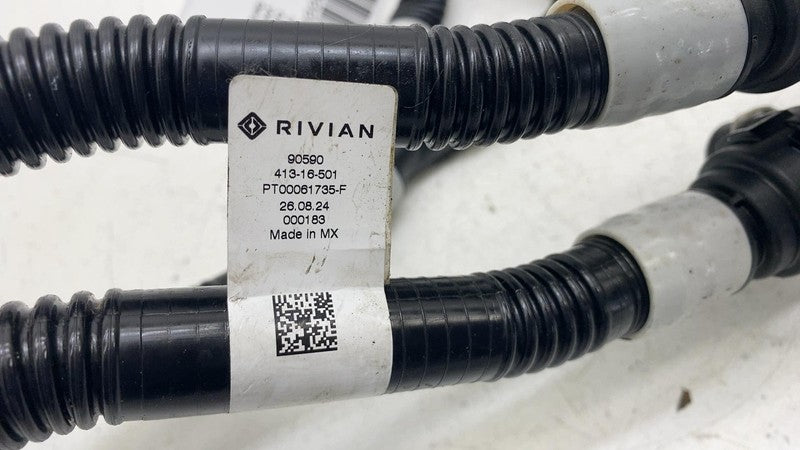 RIVIAN
90590
413-16-501
PT00061735-F
26.08.24
000183
Made in MX